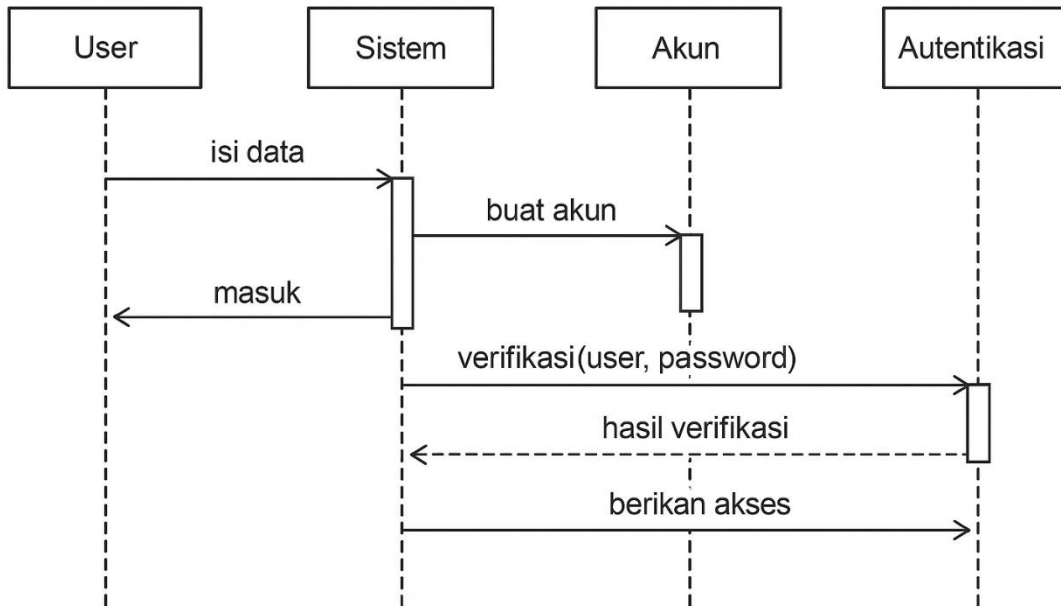 User
Sistem
Akun
Autentikasi
isi data
buat akun
masuk
verifikasi(user, password)
hasil verifikasi
berikan akses